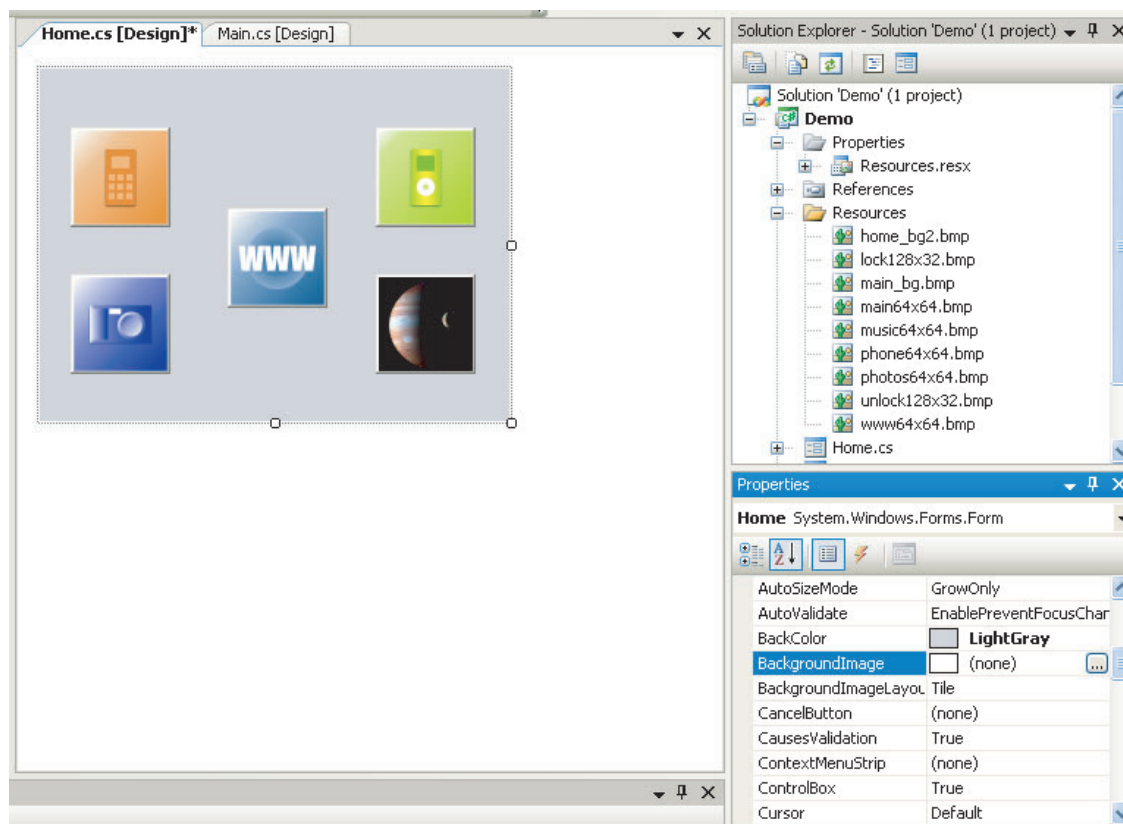 Home.cs [Design]* Main.cs [Design]
WWW
Solution Explorer - Solution 'Demo' (1 project)
Solution 'Demo' (1 project)
Demo
Properties
Resources.resx
References
Resources
home_bg2.bmp
lock128x32.bmp
main_bg.bmp
main64x64.bmp
music64x64.bmp
phone64x64.bmp
photos64x64.bmp
unlock128x32.bmp
www64x64.bmp
Home.cs
Properties
Home System.Windows.Forms.Form
AutoSizeMode GrowOnly
AutoValidate EnablePreventFocusChan
BackColor LightGray
BackgroundImage (none) ...
BackgroundImageLayou Tile
CancelButton (none)
CausesValidation True
ContextMenuStrip (none)
ControlBox True
Cursor Default